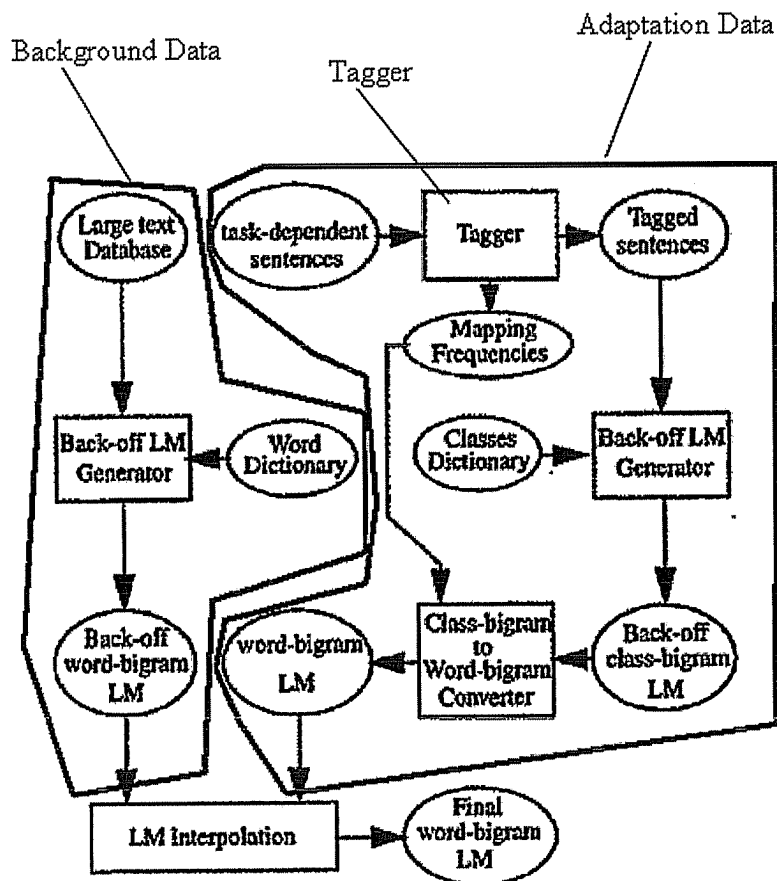 Adaptation Data
Background Data
Tagger
Large text
Database
task-dependent
sentences
Tagger
Tagged
sentences
Mapping
Frequencies
Back-off LM
Generator
Word
Dictionary
Classes
Dictionary
Back-off LM
Generator
Back-off
word-bigram
LM
word-bigram
LM
Class-bigram
to
Word-bigram
Converter
Back-off
class-bigram
LM
LM Interpolation
Final
word-bigram
LM